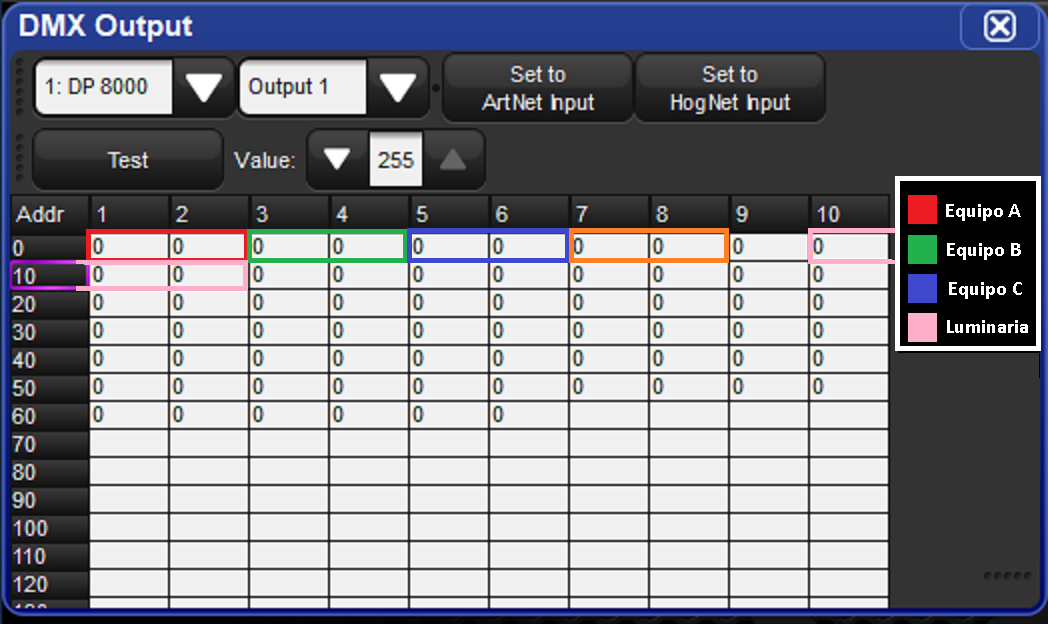 DMX Output
1: DP 8000 Output 1 Set to ArtNet Input Set to HogNet Input
Test Value: 255
Addr 1 2 3 4 5 6 7 8 9 10
0 0 0 0 0 0 0 0 0 0 0
10 0 0 0 0 0 0 0 0 0 0
20 0 0 0 0 0 0 0 0 0 0
30 0 0 0 0 0 0 0 0 0 0
40 0 0 0 0 0 0 0 0 0 0
50 0 0 0 0 0 0 0 0 0 0
60 0 0 0 0 0 0
70
80
90
100
110
120
Equipo A
Equipo B
Equipo C
Luminaria